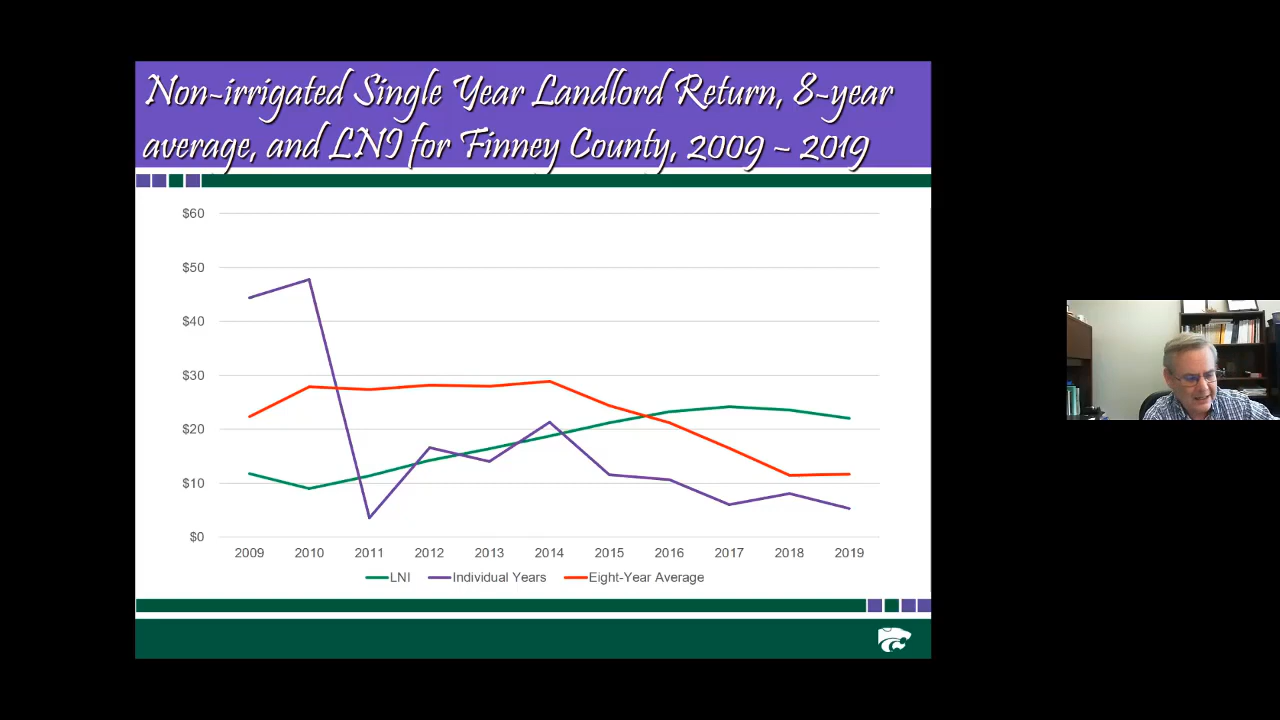 Non-irrigated Single Year Landlord Return, 8-year
average, and LNI for Finney County, 2009 – 2019
$60
$50
$40
$30
$20
$10
$0
2009 2010 2011 2012 2013 2014 2015 2016 2017 2018 2019
LNI Individual Years Eight-Year Average